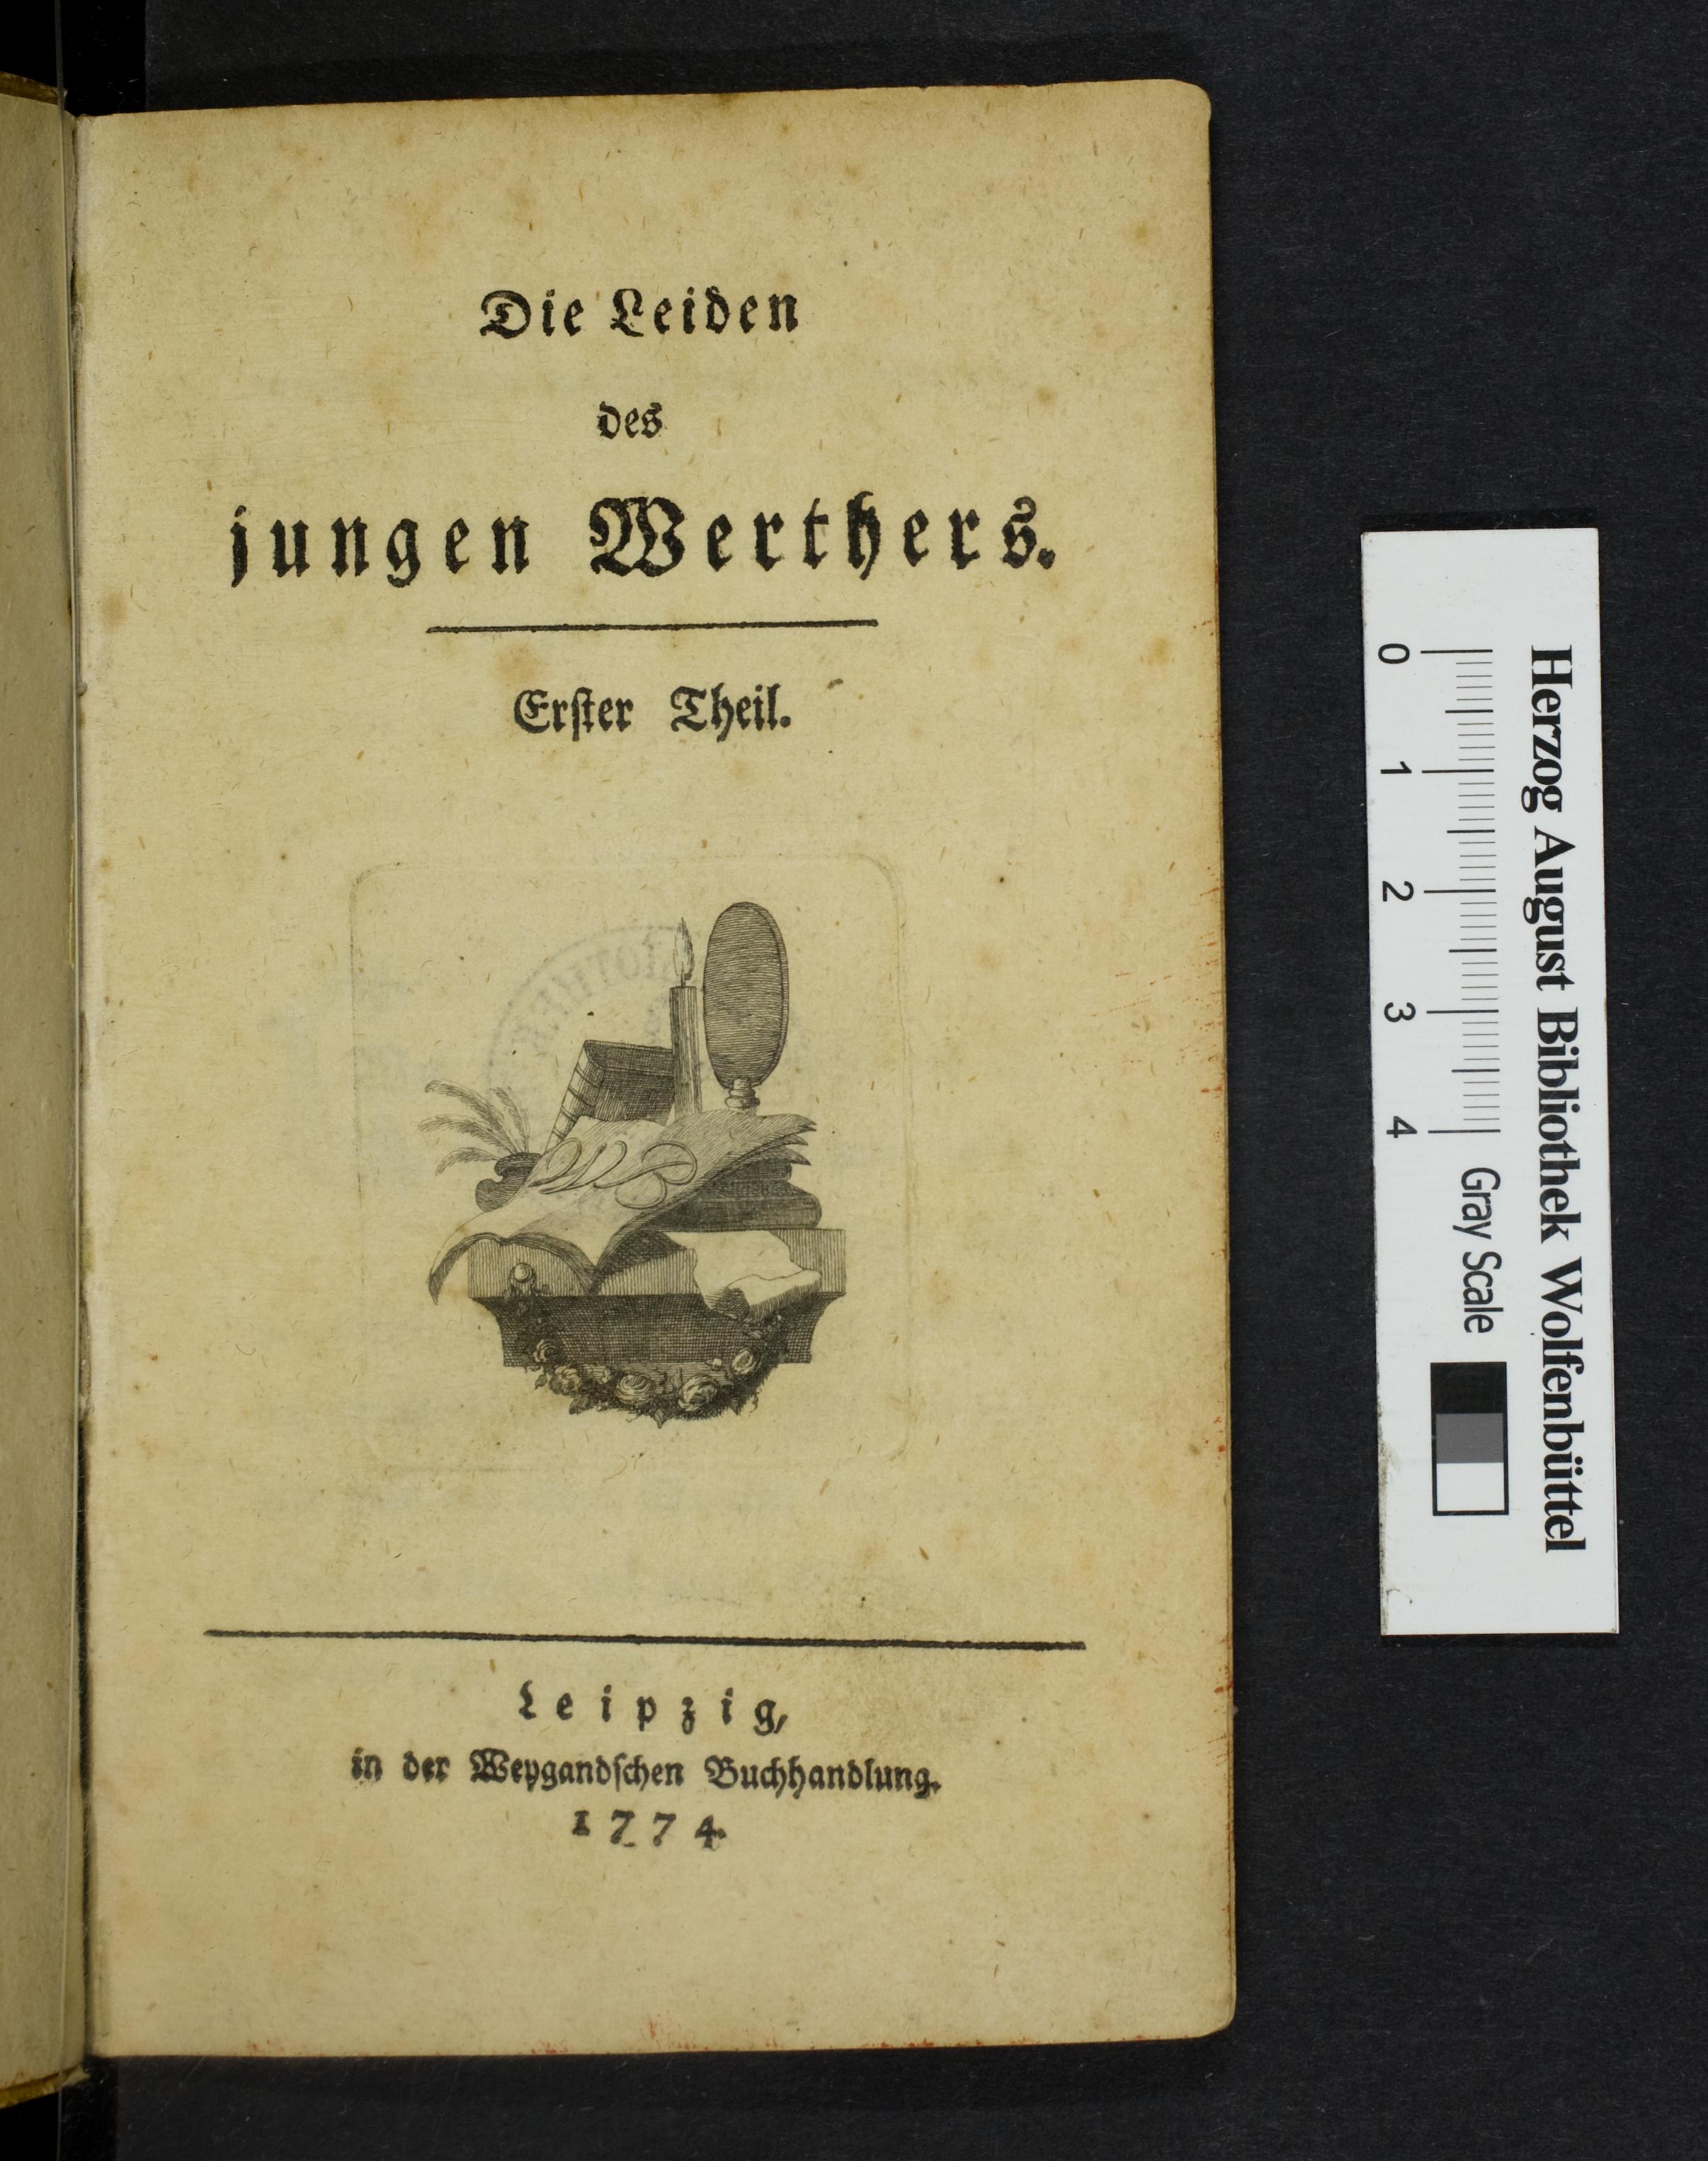 Die Leiden
des
jungen Werthers.
Erſter Theil.
Leipzig,
in der Weygandſchen Buchhandlung.
1774.
Herzog August Bibliothek Wolfenbüttel
0 1 2 3 4
Gray Scale